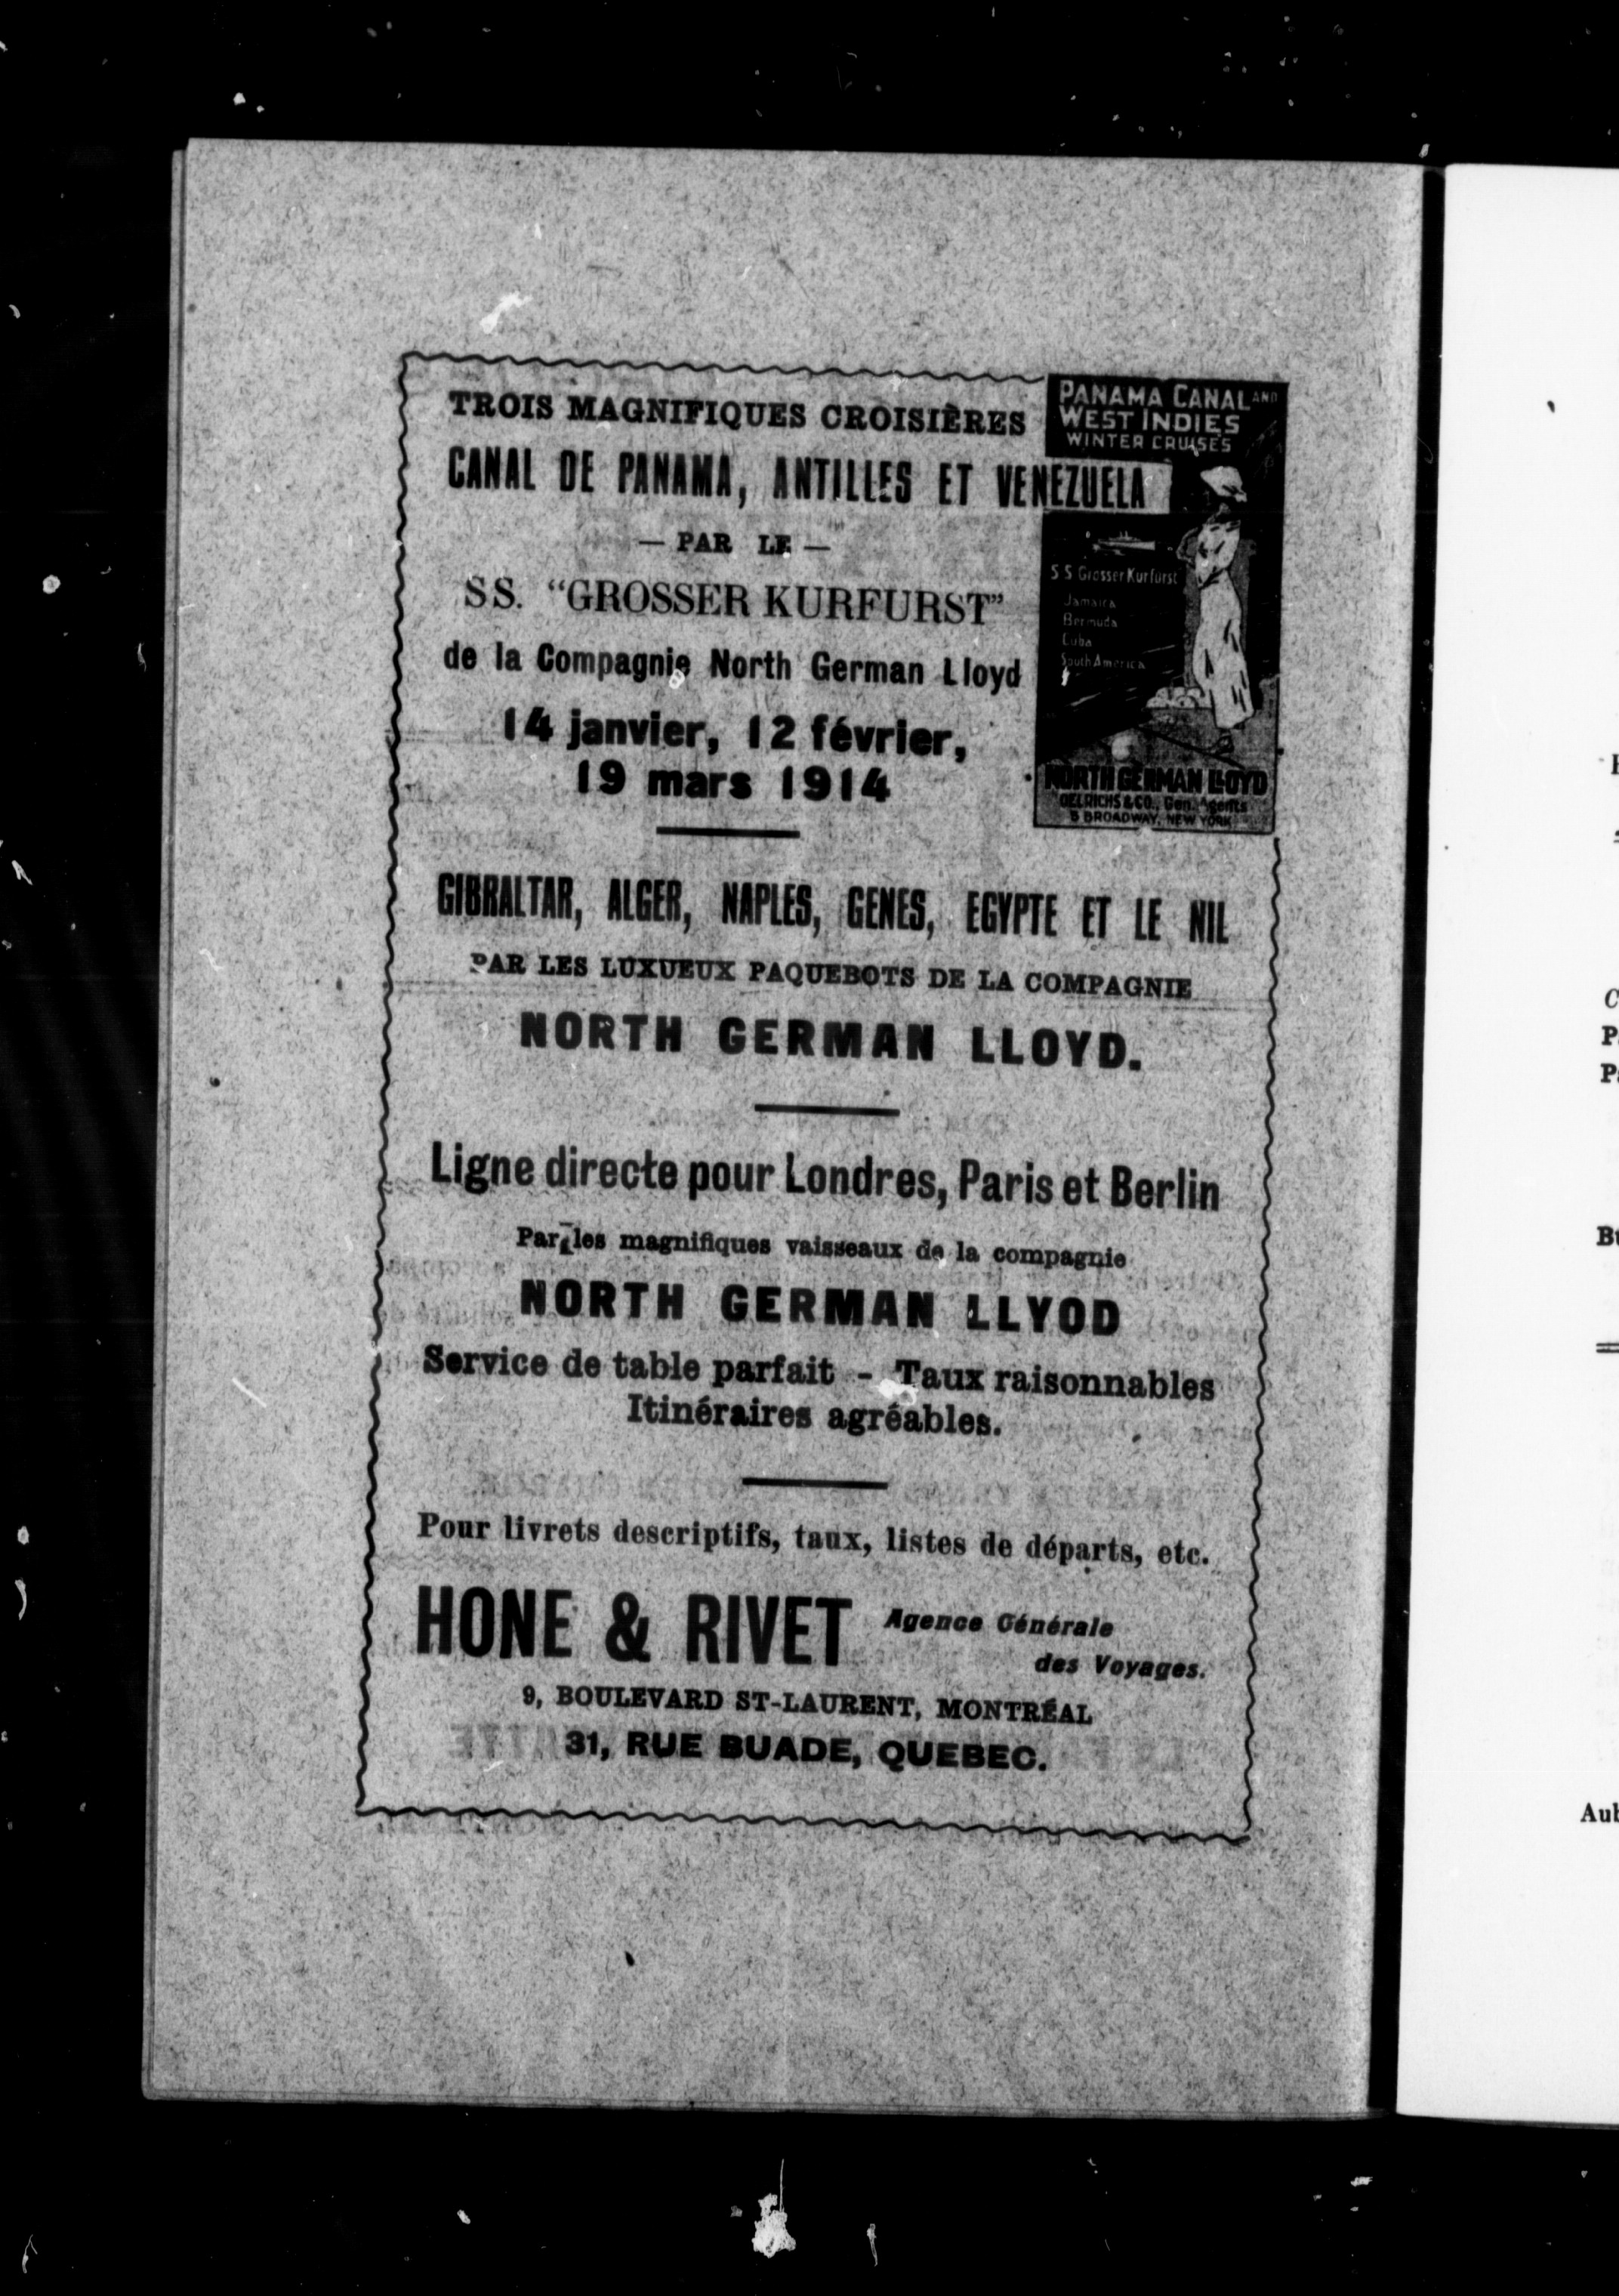 TROIS MAGNIFIQUES CROISIÈRES
CANAL DE PANAMA, ANTILLES ET VENEZUELA
— PAR LE —
SS. "GROSSER KURFURST"
de la Compagnie North German Lloyd
14 janvier, 12 février,
19 mars 1914
PANAMA CANAL AND
WEST INDIES
WINTER CRUISES
S S Grosser Kurfurst
Jamaica
Bermuda
Cuba
South America
NORTH GERMAN LLOYD
OELRICHS & CO., Gen. Agents
5 BROADWAY, NEW YORK
GIBRALTAR, ALGER, NAPLES, GENES, EGYPTE ET LE NIL
PAR LES LUXUEUX PAQUEBOTS DE LA COMPAGNIE
NORTH GERMAN LLOYD.
Ligne directe pour Londres, Paris et Berlin
Par les magnifiques vaisseaux de la compagnie
NORTH GERMAN LLYOD
Service de table parfait - Taux raisonnables
Itinéraires agréables.
Pour livrets descriptifs, taux, listes de départs, etc.
HONE & RIVET Agence Générale
des Voyages.
9, BOULEVARD ST-LAURENT, MONTRÉAL
31, RUE BUADE, QUEBEC.